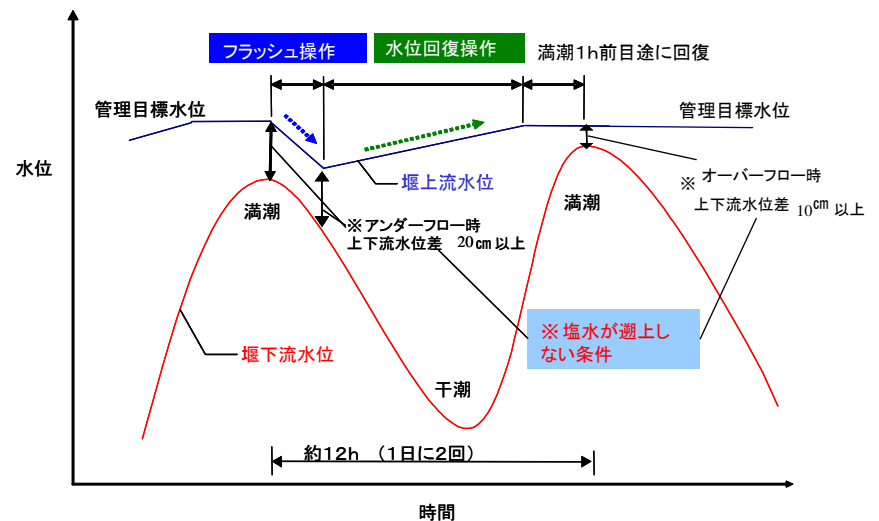 フラッシュ操作
水位回復操作
満潮1h前目途に回復
管理目標水位
管理目標水位
水位
堰上流水位
※ オーバーフロー時
上下流水位差 10㎝以上
満潮
満潮
※アンダーフロー時
上下流水位差 20㎝以上
※塩水が遡上し
ない条件
堰下流水位
干潮
約12h (1日に2回)
時間